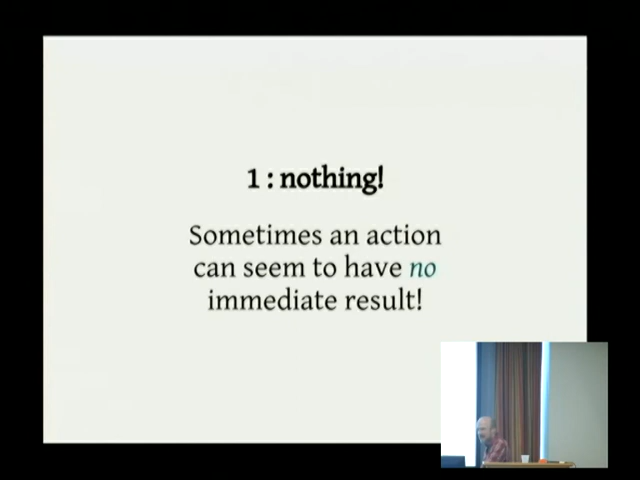 1 : nothing!
Sometimes an action
can seem to have no
immediate result!